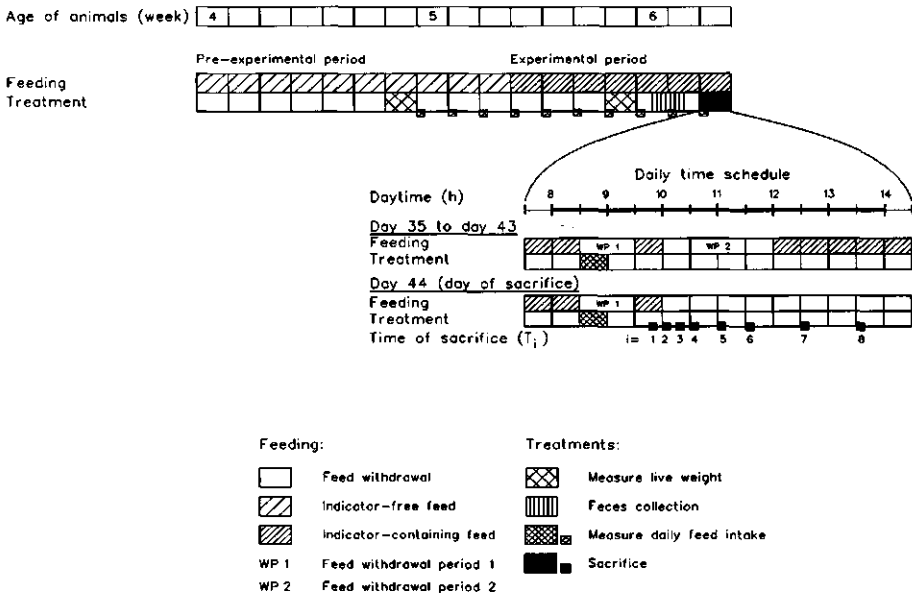 Age of animals (week) 4 5 6
Pre-experimental period Experimental period
Feeding
Treatment
Daily time schedule
Daytime (h) 8 9 10 11 12 13 14
Day 35 to day 43
Feeding WP 1 WP 2
Treatment
Day 44 (day of sacrifice)
Feeding WP 1
Treatment
Time of sacrifice (Ti) i= 1 2 3 4 5 6 7 8
Feeding: Treatments:
Feed withdrawal Measure live weight
Indicator-free feed Feces collection
Indicator-containing feed Measure daily feed intake
WP 1 Feed withdrawal period 1 Sacrifice
WP 2 Feed withdrawal period 2